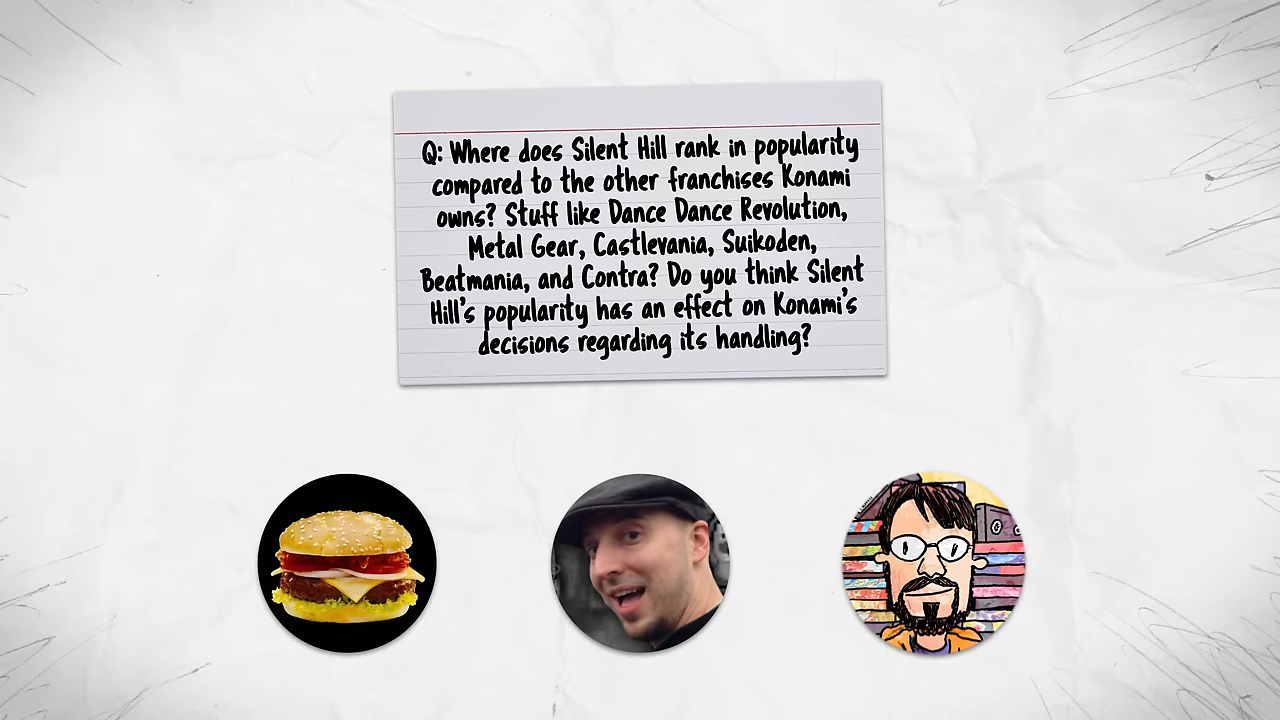 Q: Where does Silent Hill rank in popularity
compared to the other franchises Konami
owns? Stuff like Dance Dance Revolution,
Metal Gear, Castlevania, Suikoden,
Beatmania, and Contra? Do you think Silent
Hill's popularity has an effect on Konami's
decisions regarding its handling?